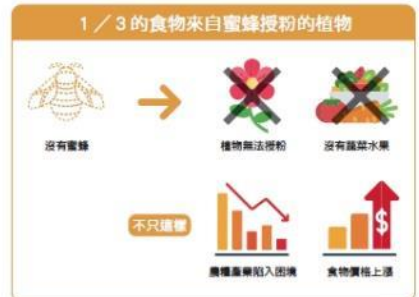 1／3的食物來自蜜蜂授粉的植物
沒有蜜蜂
植物無法授粉
沒有蔬菜水果
不只這樣
農糧產業陷入困境
$
食物價格上漲